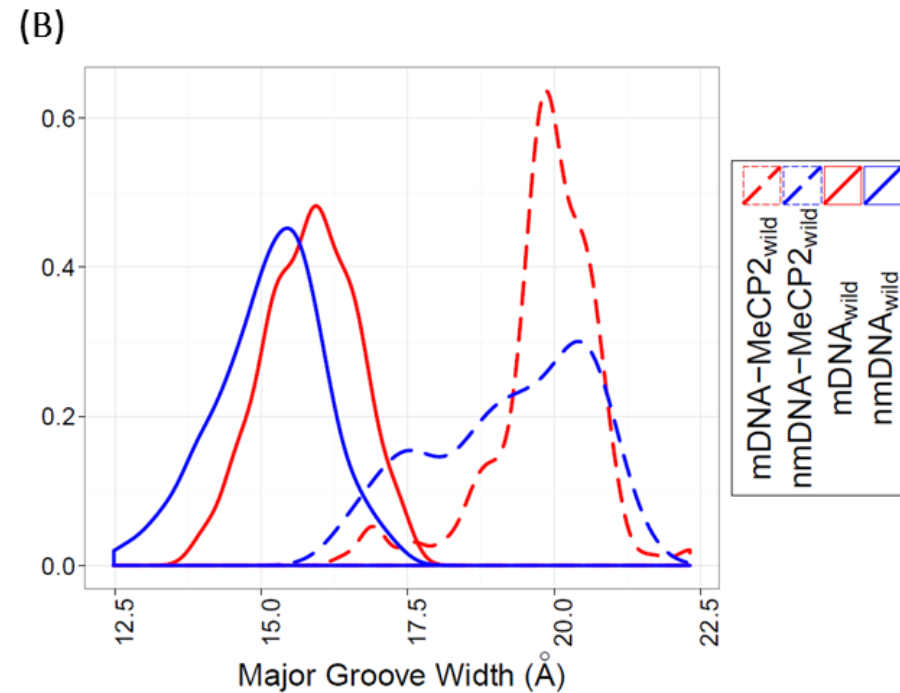 (B)
0.6
0.4
0.2
0.0
12.5
15.0
17.5
20.0
22.5
Major Groove Width (Å)
mDNA−MeCP2wild
nmDNA−MeCP2wild
mDNAwild
nmDNAwild